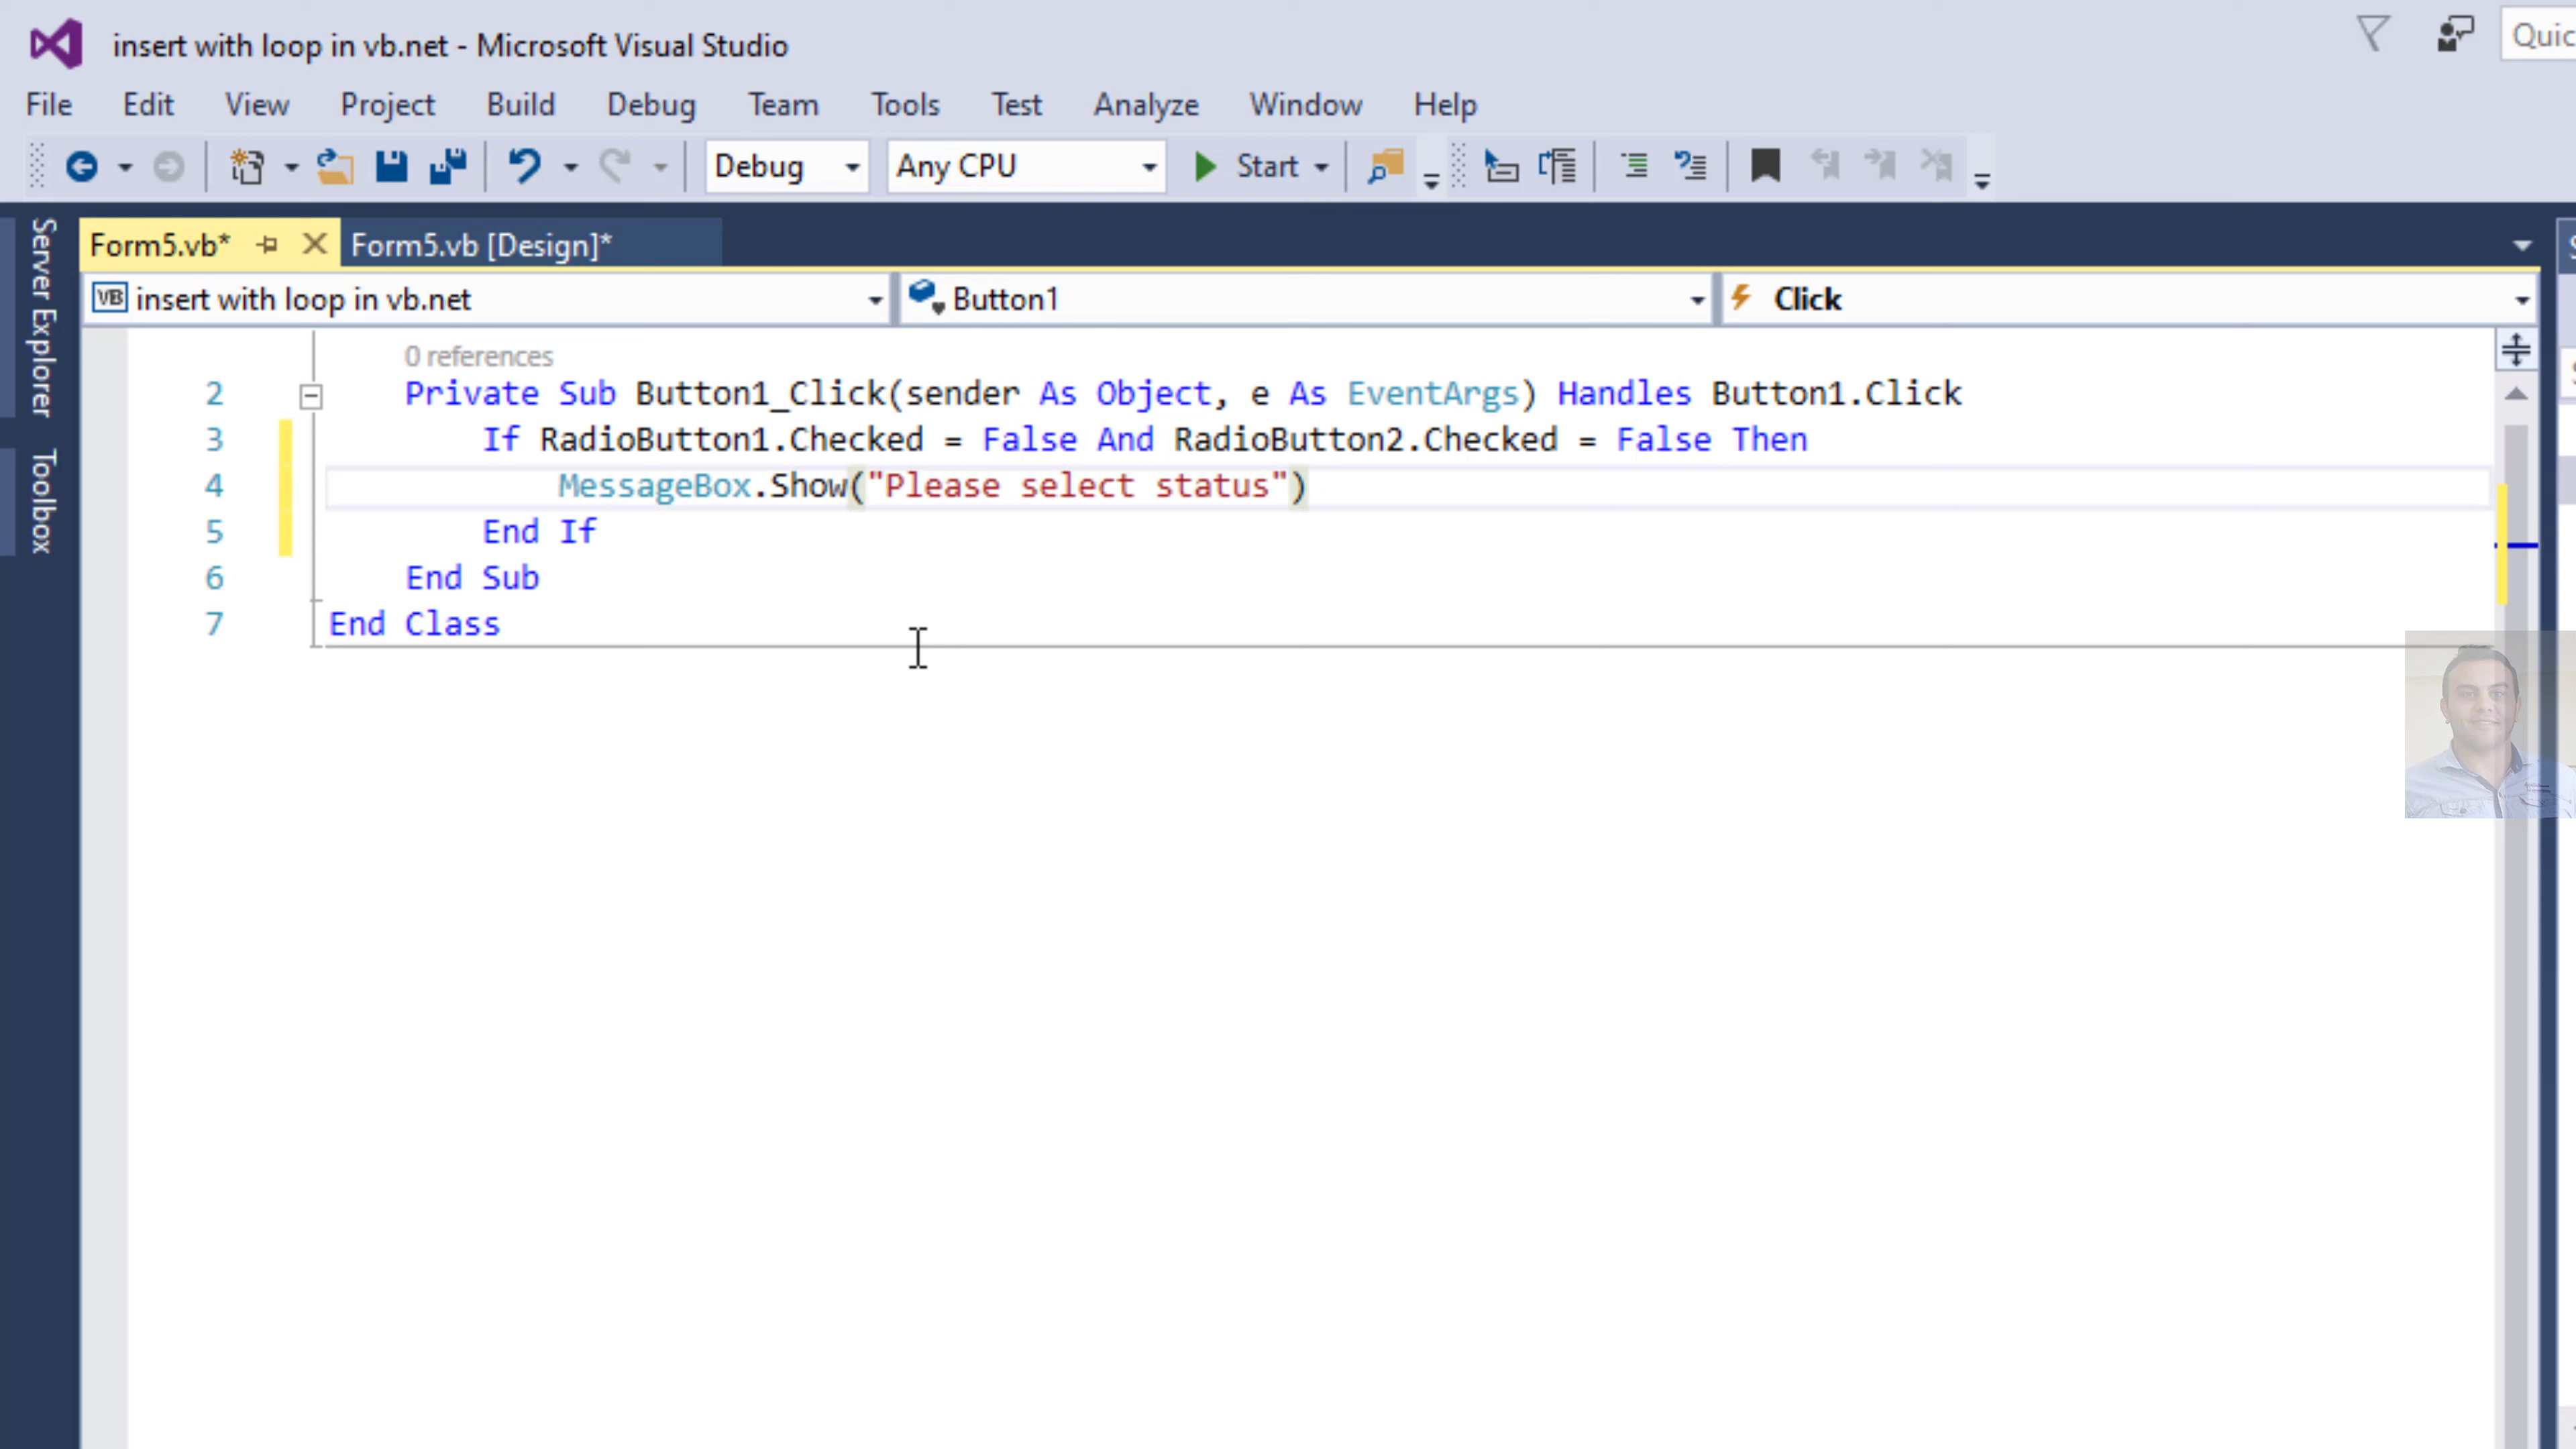 insert with loop in vb.net - Microsoft Visual Studio
File Edit View Project Build Debug Team Tools Test Analyze Window Help
Debug Any CPU Start
Server Explorer
Toolbox
Form5.vb* Form5.vb [Design]*
VB insert with loop in vb.net Button1 Click
0 references
2 Private Sub Button1_Click(sender As Object, e As EventArgs) Handles Button1.Click
3 If RadioButton1.Checked = False And RadioButton2.Checked = False Then
4 MessageBox.Show("Please select status")
5 End If
6 End Sub
7 End Class